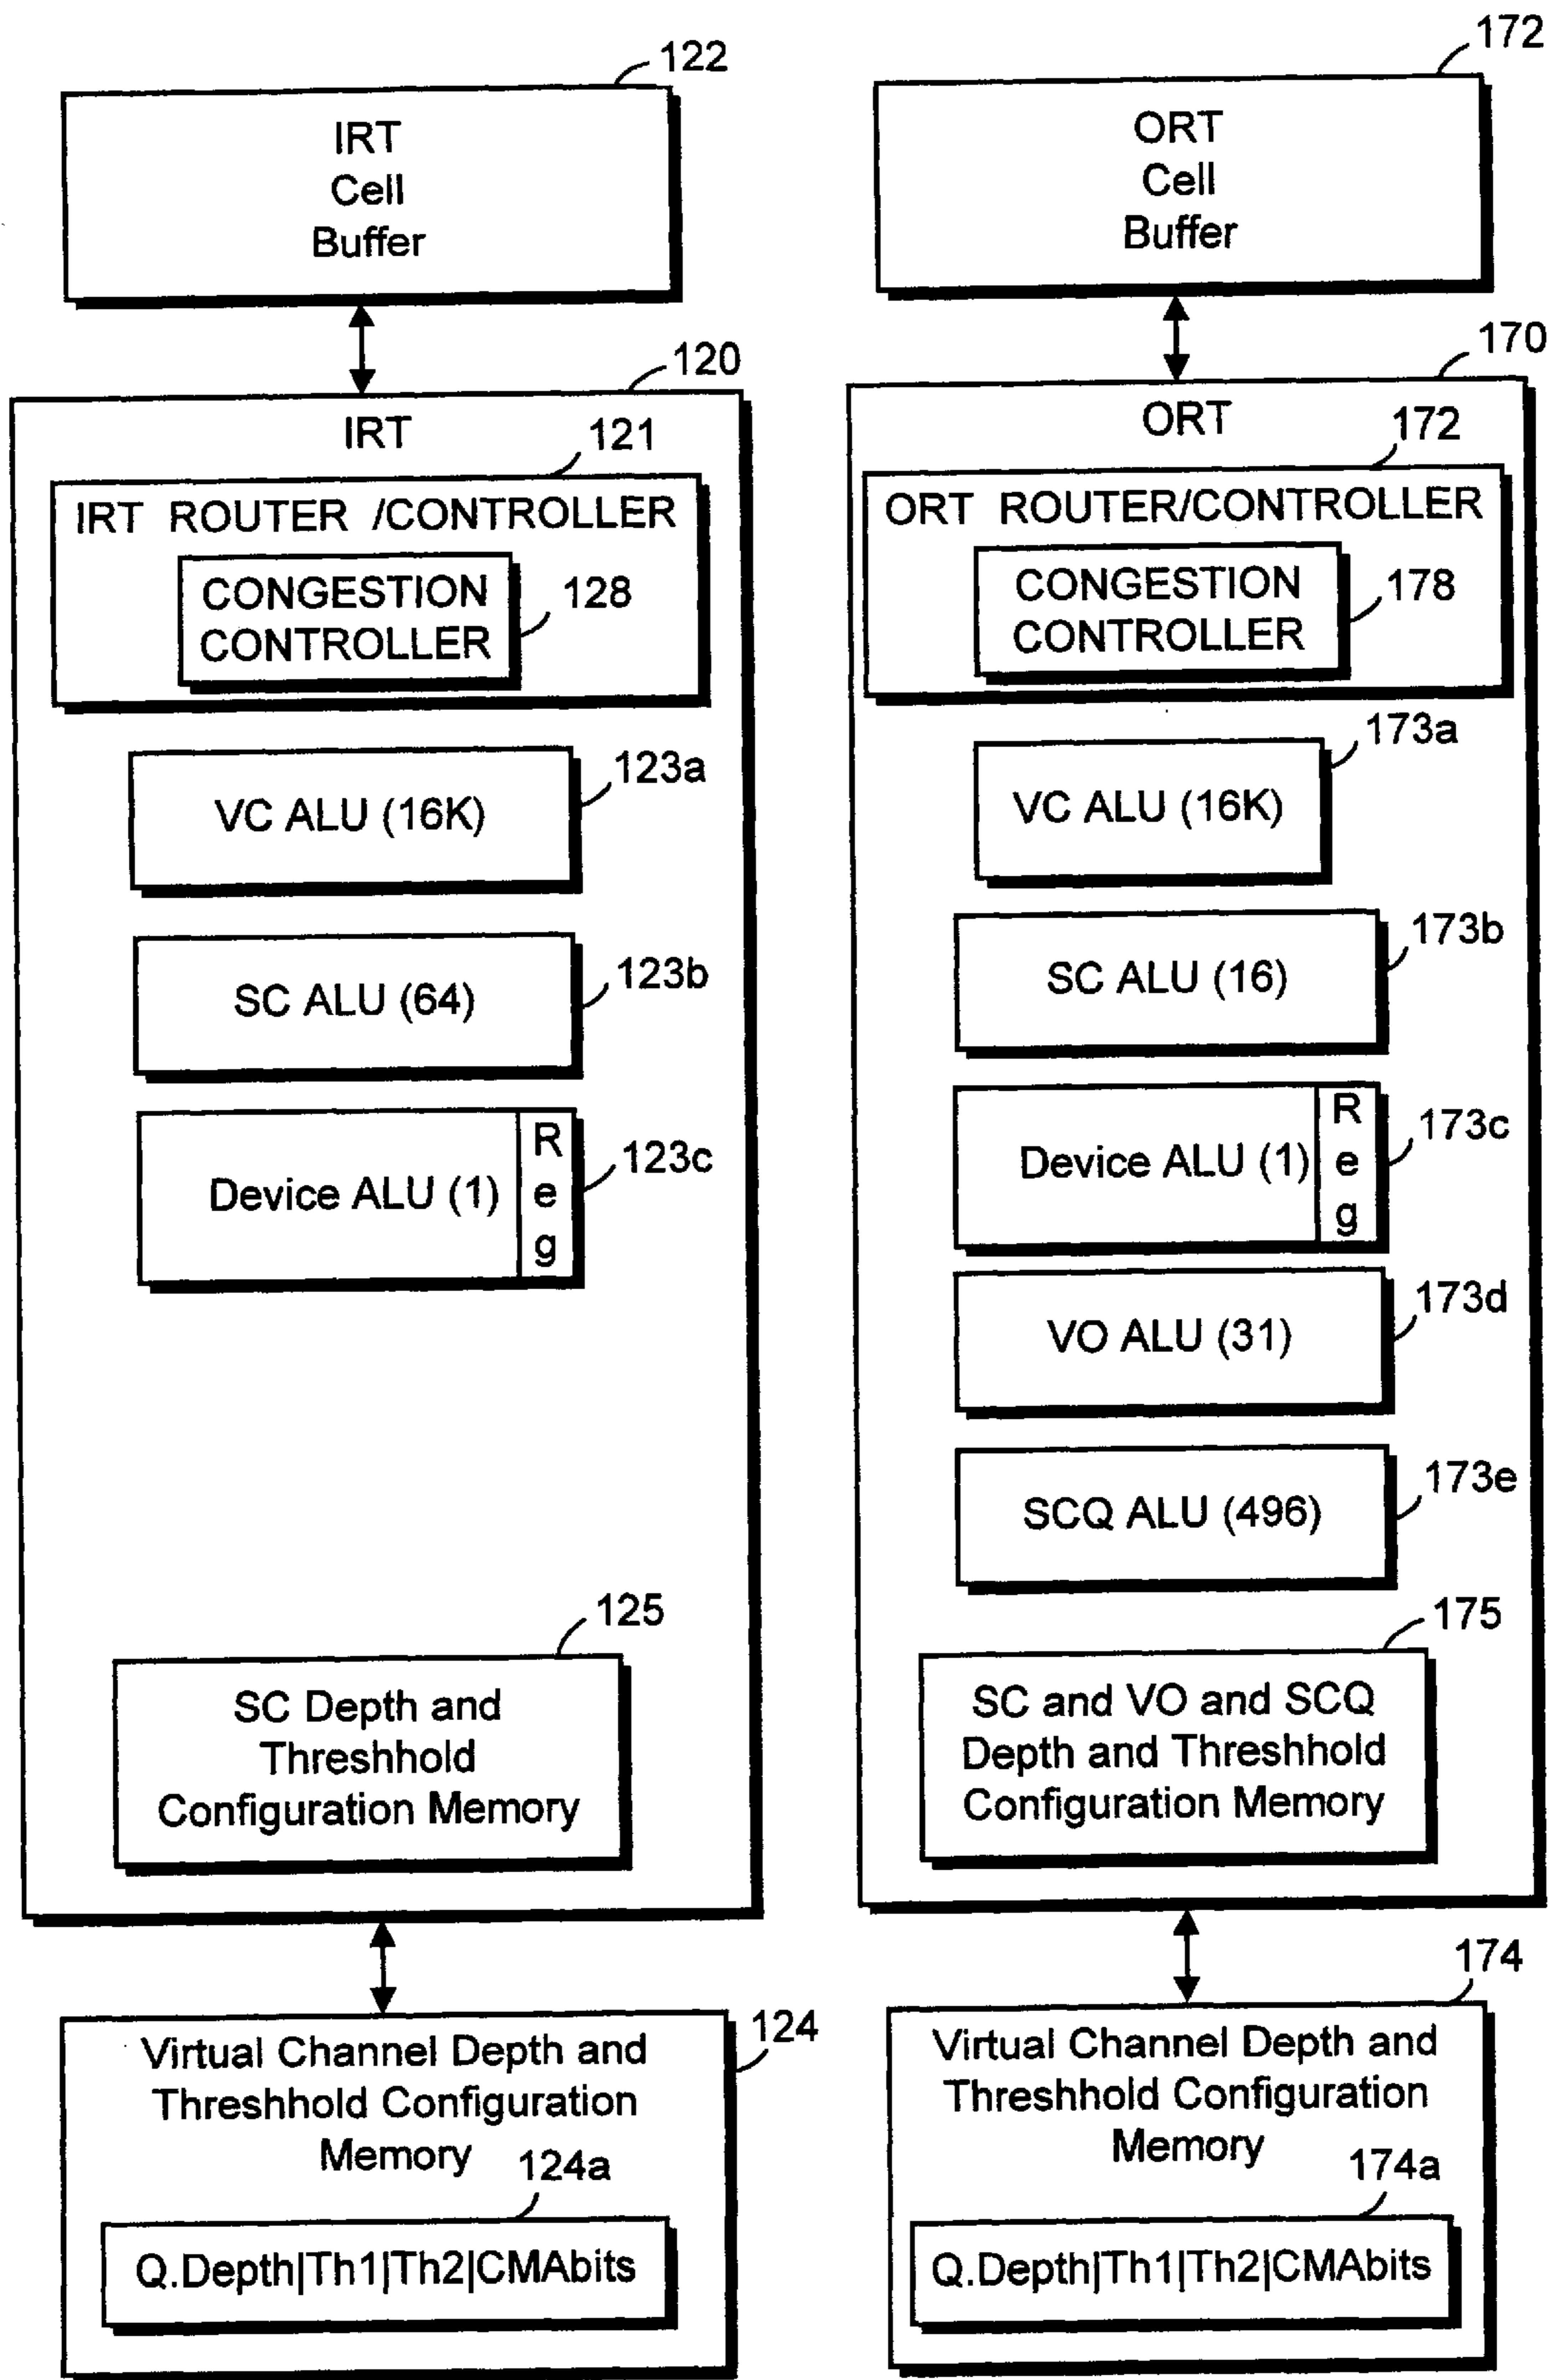 122
IRT
Cell
Buffer
120
IRT
121
IRT ROUTER /CONTROLLER
CONGESTION
CONTROLLER
128
VC ALU (16K)
123a
SC ALU (64)
123b
Device ALU (1)
R
e
g
123c
125
SC Depth and
Threshhold
Configuration Memory
124
Virtual Channel Depth and
Threshhold Configuration
Memory
124a
Q.Depth|Th1|Th2|CMAbits
172
ORT
Cell
Buffer
170
ORT
172
ORT ROUTER/CONTROLLER
CONGESTION
CONTROLLER
178
173a
VC ALU (16K)
173b
SC ALU (16)
Device ALU (1)
R
e
g
173c
173d
VO ALU (31)
173e
SCQ ALU (496)
175
SC and VO and SCQ
Depth and Threshhold
Configuration Memory
174
Virtual Channel Depth and
Threshhold Configuration
Memory
174a
Q.Depth|Th1|Th2|CMAbits